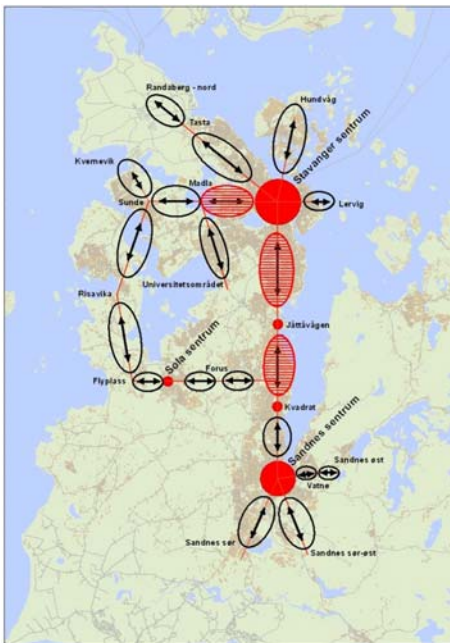 Randaberg - nord
Hundvåg
Tasta
Stavanger sentrum
Kvernevik
Madla
Sunde
Lervig
Universitetsområdet
Risavika
Jåttåvågen
Sola sentrum
Forus
Flyplass
Kvadrat
Sandnes sentrum
Sandnes øst
Vatne
Sandnes sør
Sandnes sør-øst